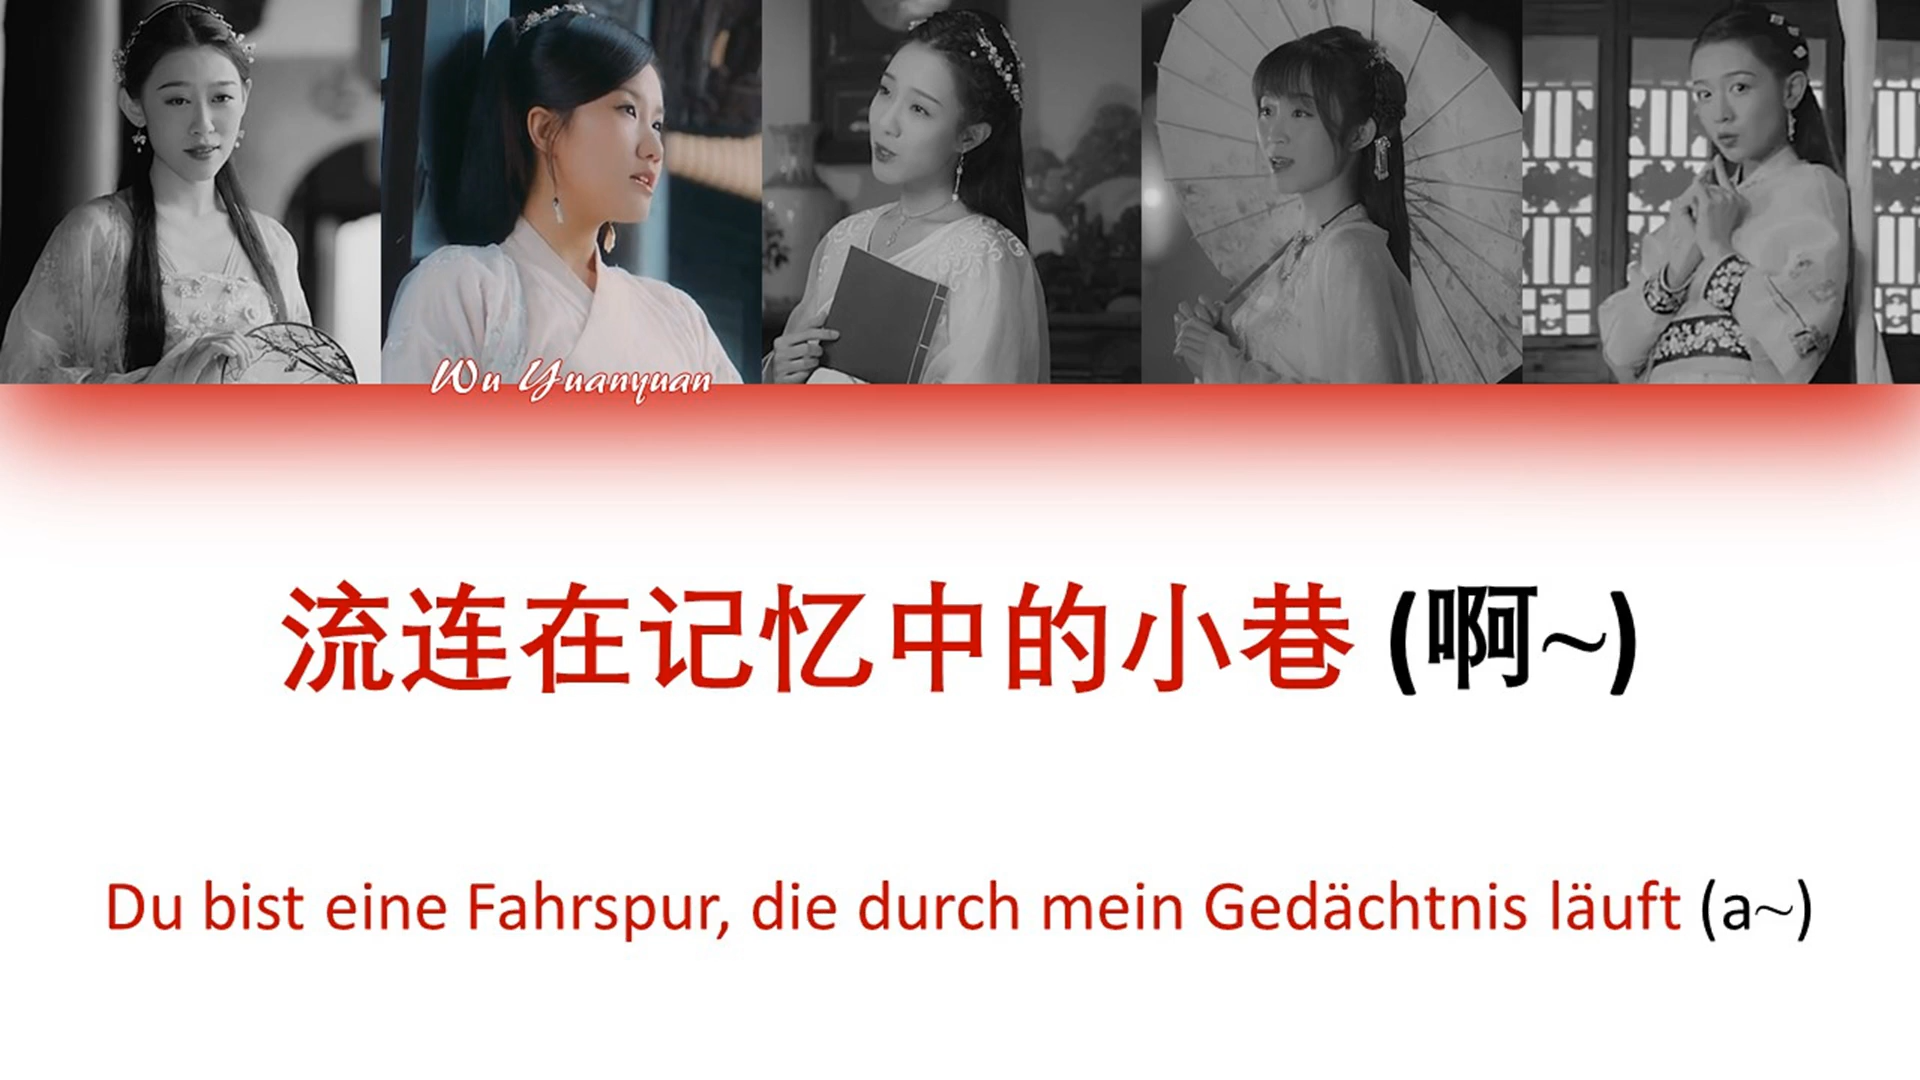 Wu Yuanyuan
流连在记忆中的小巷 (啊~)
Du bist eine Fahrspur, die durch mein Gedächtnis läuft (a~)